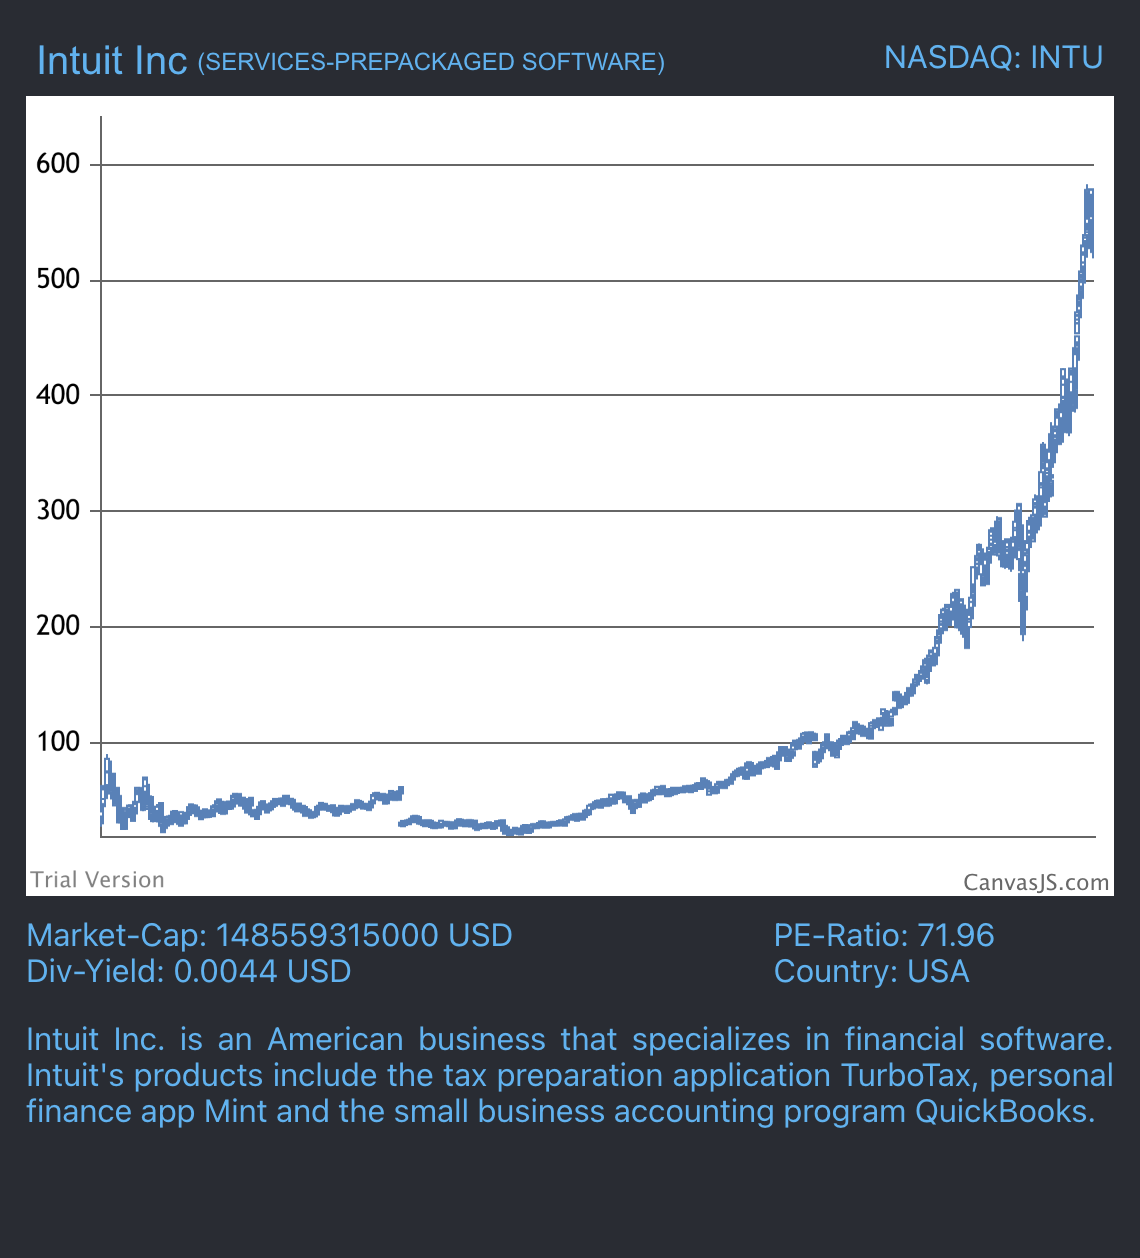 Intuit Inc (SERVICES-PREPACKAGED SOFTWARE) NASDAQ: INTU
600
500
400
300
200
100
Trial Version CanvasJS.com
Market-Cap: 148559315000 USD PE-Ratio: 71.96
Div-Yield: 0.0044 USD Country: USA
Intuit Inc. is an American business that specializes in financial software.
Intuit's products include the tax preparation application TurboTax, personal
finance app Mint and the small business accounting program QuickBooks.